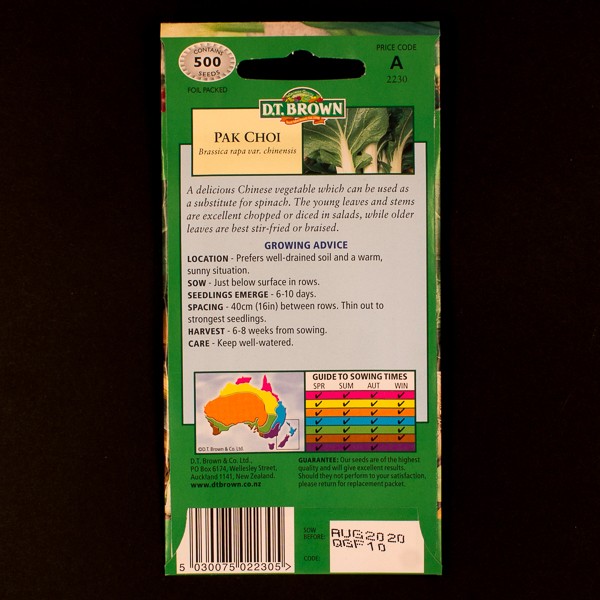 CONTAINS
500
SEEDS
FOIL PACKED
PRICE CODE
A
2230
D.T. BROWN
PAK CHOI
Brassica rapa var. chinensis
A delicious Chinese vegetable which can be used as
a substitute for spinach. The young leaves and stems
are excellent chopped or diced in salads, while older
leaves are best stir-fried or braised.
GROWING ADVICE
LOCATION - Prefers well-drained soil and a warm,
sunny situation.
SOW - Just below surface in rows.
SEEDLINGS EMERGE - 6-10 days.
SPACING - 40cm (16in) between rows. Thin out to
strongest seedlings.
HARVEST - 6-8 weeks from sowing.
CARE - Keep well-watered.
GUIDE TO SOWING TIMES
SPR SUM AUT WIN
©D.T. Brown & Co. Ltd
D.T. Brown & Co. Ltd.,
PO Box 6174, Wellesley Street,
Auckland 1141, New Zealand.
www.dtbrown.co.nz
GUARANTEE: Our seeds are of the highest
quality and will give excellent results.
Should they not perform to your satisfaction,
please return for replacement packet.
5 030075 022305 >
SOW
BEFORE:
CODE:
AUG2020
QGF10